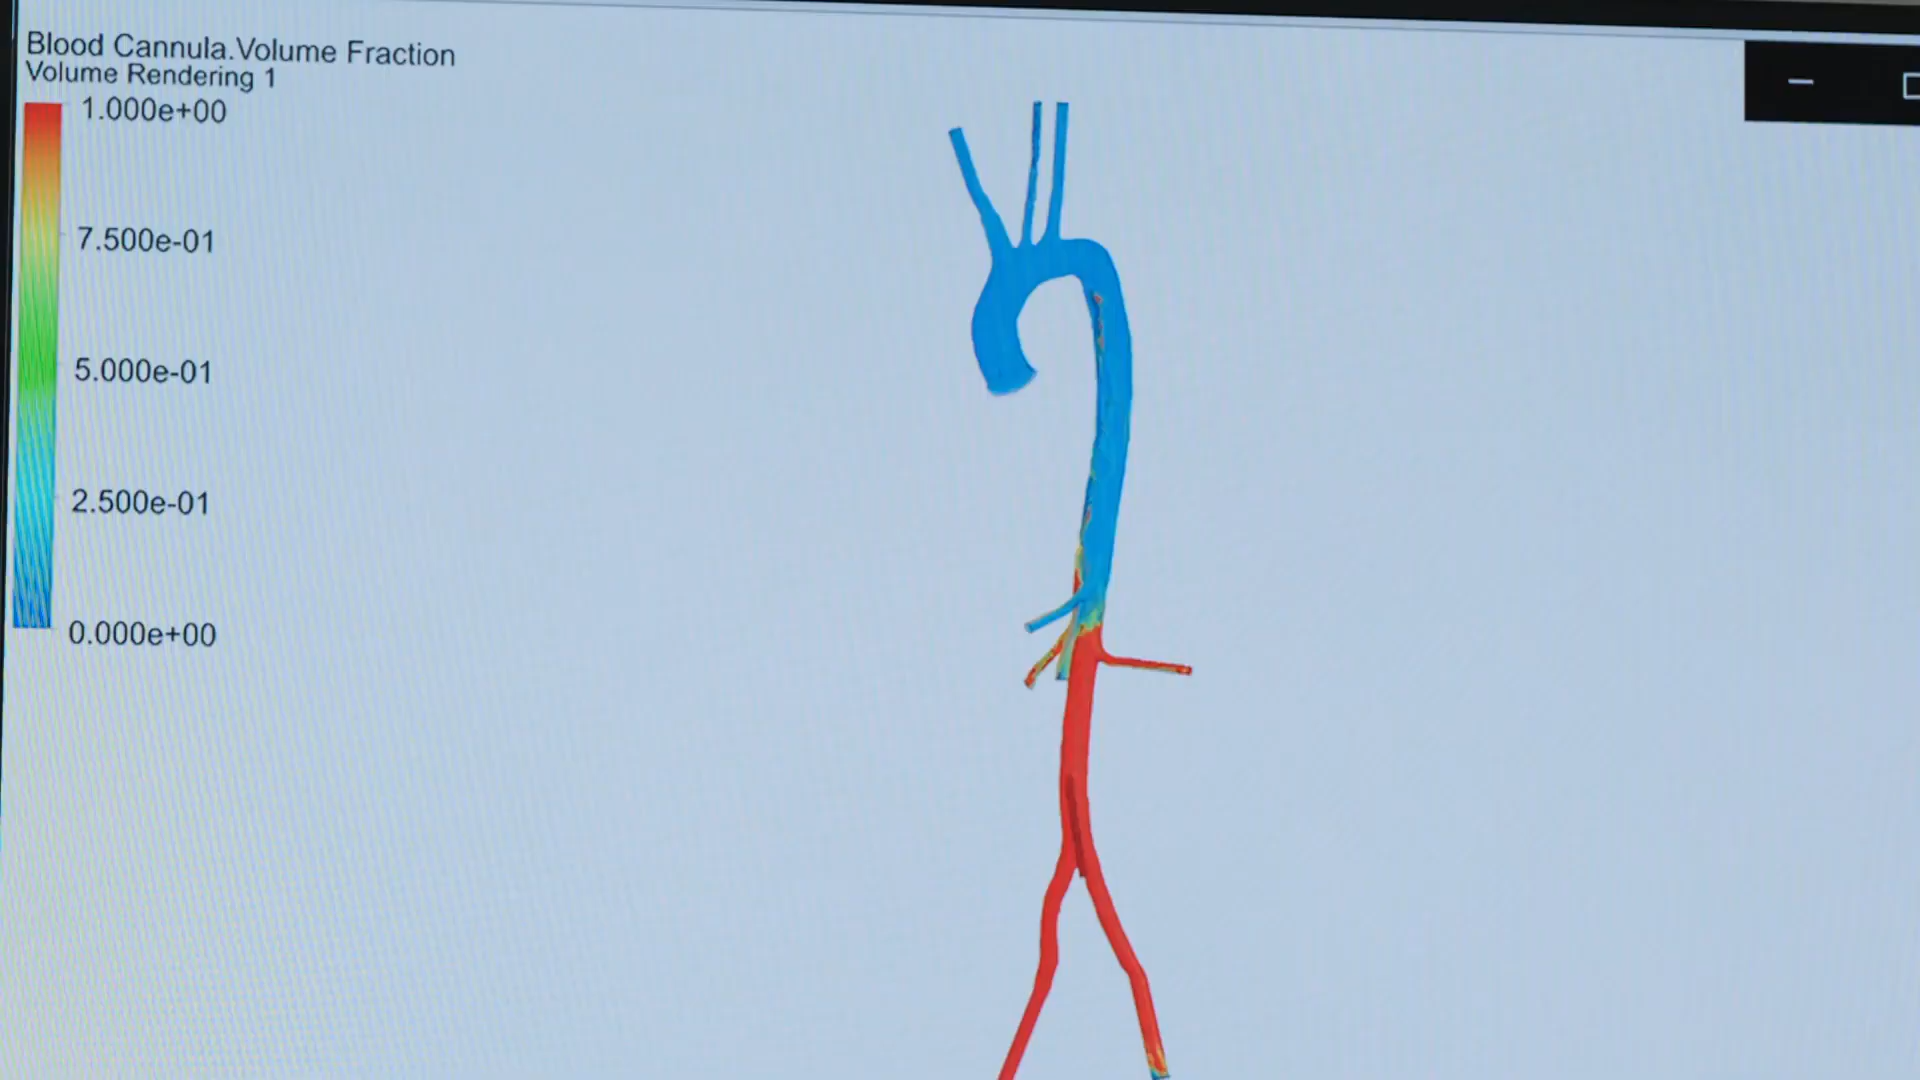 Blood Cannula.Volume Fraction
Volume Rendering 1
1.000e+00
7.500e-01
5.000e-01
2.500e-01
0.000e+00